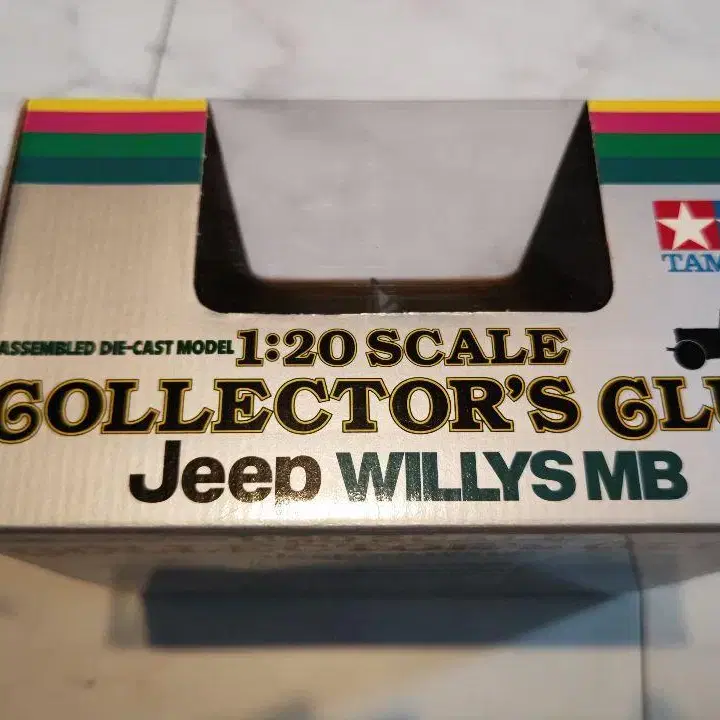 TAM
ASSEMBLED DIE-CAST MODEL 1:20 SCALE
COLLECTOR'S CLU
Jeep WILLYS MB